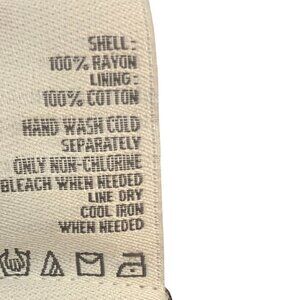 SHELL:
100% RAYON
LINING:
100% COTTON
HAND WASH COLD
SEPARATELY
ONLY NON-CHLORINE
BLEACH WHEN NEEDED
LINE DRY
COOL IRON
WHEN NEEDED